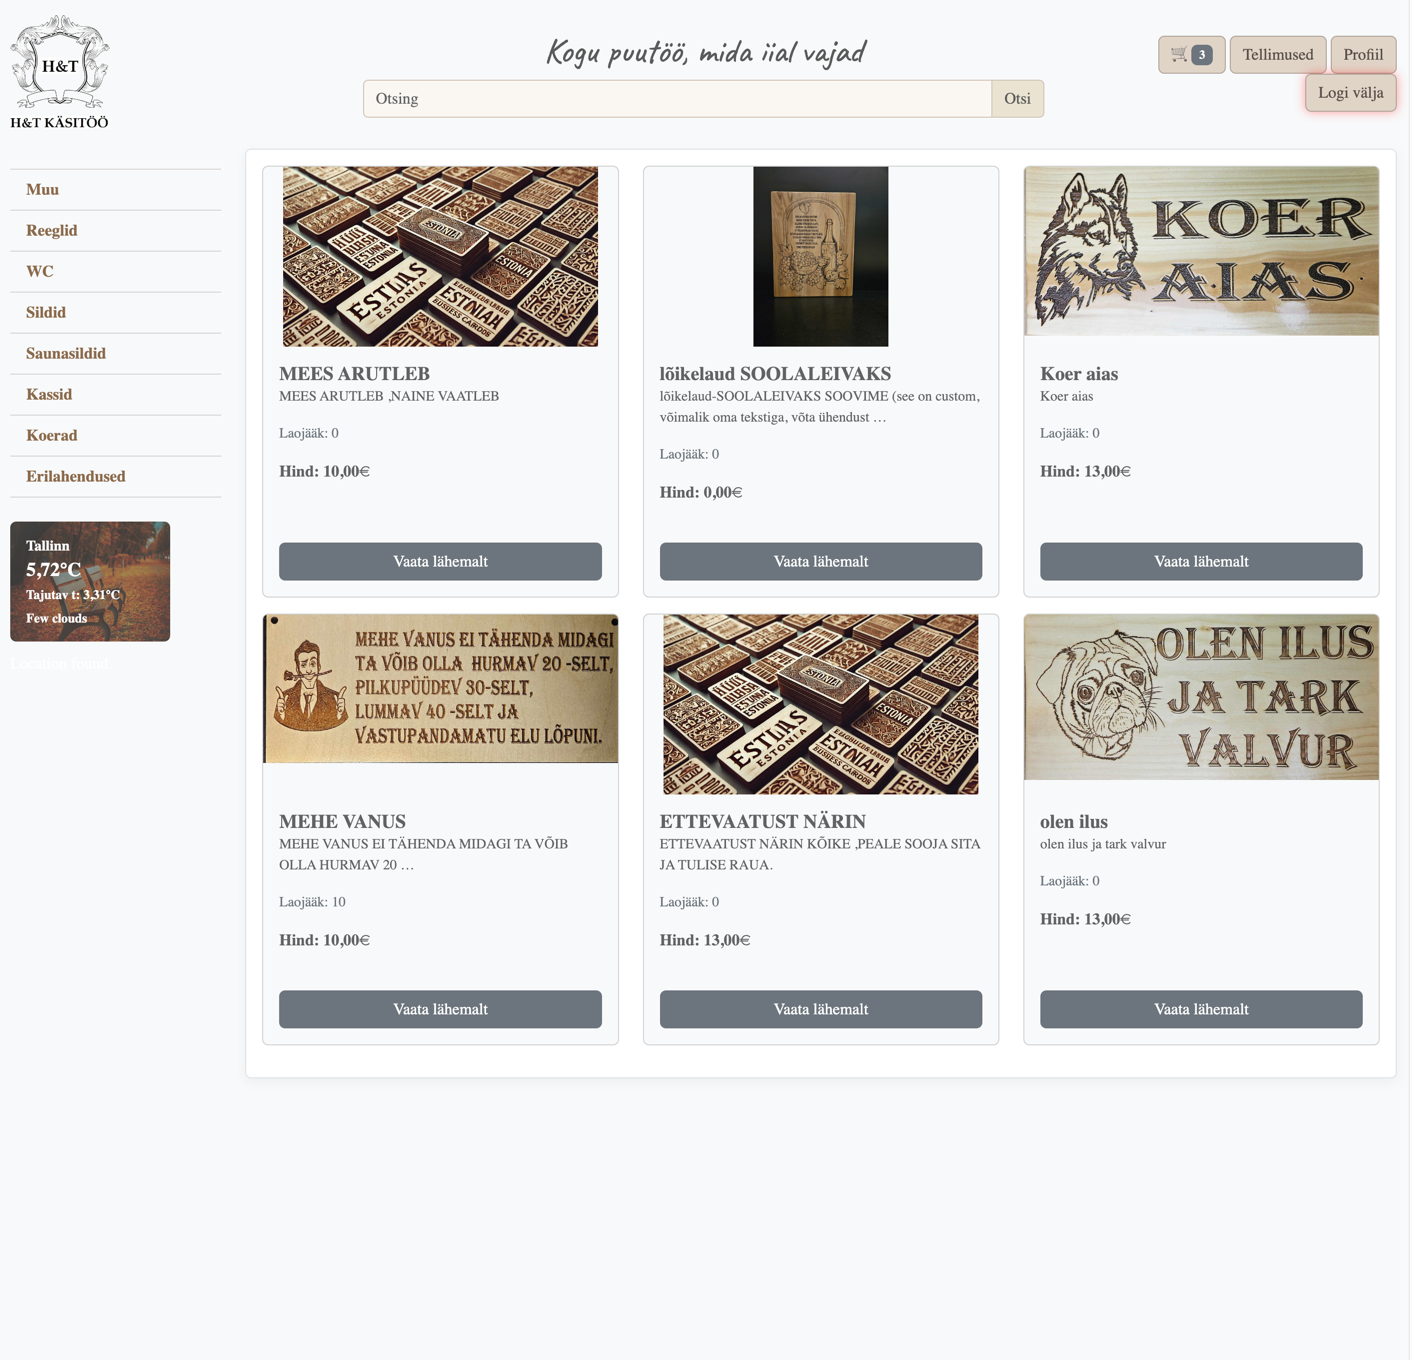 H&T
H&T KÄSITÖÖ
Kogu puutöö, mida iial vajad
Otsing
Otsi
3
Tellimused
Profiil
Logi välja
Muu
Reeglid
WC
Sildid
Saunasildid
Kassid
Koerad
Erilahendused
Tallinn
5,72°C
Tajutav t: 3,31°C
Few clouds
Location found.
ESTONIA
ESTONIA
ESTONIA
MEES ARUTLEB
MEES ARUTLEB ,NAINE VAATLEB
Laojääk: 0
Hind: 10,00€
Vaata lähemalt
lõikelaud SOOLALEIVAKS
lõikelaud-SOOLALEIVAKS SOOVIME (see on custom,
võimalik oma tekstiga, võta ühendust …
Laojääk: 0
Hind: 0,00€
Vaata lähemalt
KOER
AIAS
Koer aias
Koer aias
Laojääk: 0
Hind: 13,00€
Vaata lähemalt
MEHE VANUS EI TÄHENDA MIDAGI
TA VÕIB OLLA HURMAV 20 -SELT,
PILKUPÜÜDEV 30-SELT,
LUMMAV 40 -SELT JA
VASTUPANDAMATU ELU LÕPUNI.
MEHE VANUS
MEHE VANUS EI TÄHENDA MIDAGI TA VÕIB
OLLA HURMAV 20 …
Laojääk: 10
Hind: 10,00€
Vaata lähemalt
ESTONIA
ESTONIA
ETTEVAATUST NÄRIN
ETTEVAATUST NÄRIN KÕIKE ,PEALE SOOJA SITA
JA TULISE RAUA.
Laojääk: 0
Hind: 13,00€
Vaata lähemalt
OLEN ILUS
JA TARK
VALVUR
olen ilus
olen ilus ja tark valvur
Laojääk: 0
Hind: 13,00€
Vaata lähemalt